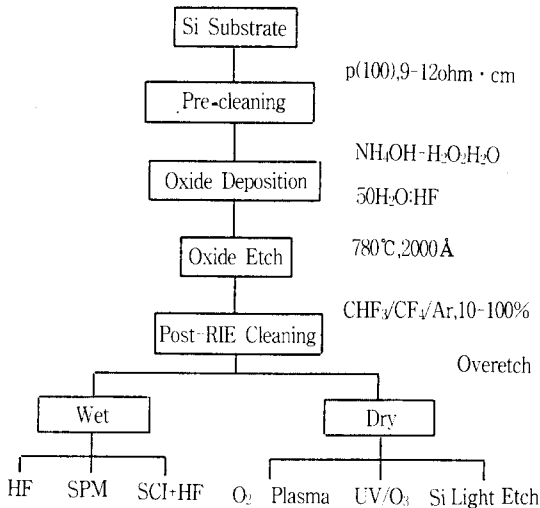 Si Substrate
p(100),9-12ohm・cm
Pre-cleaning
NH₄OH-H₂O₂H₂O
Oxide Deposition
50H₂O:HF
Oxide Etch
780℃,2000Å
CHF₃/CF₄/Ar,10-100%
Post-RIE Cleaning
Overetch
Wet
Dry
HF SPM SCI+HF O₂ Plasma UV/O₃ Si Light Etch